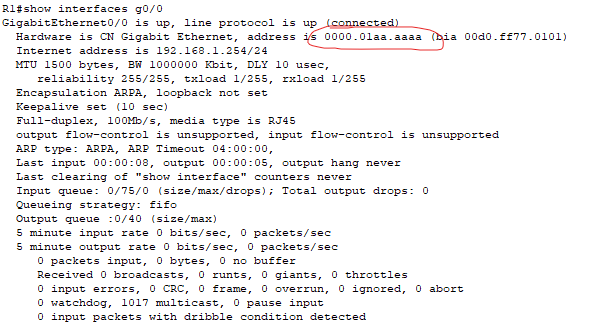 R1#show interfaces g0/0
GigabitEthernet0/0 is up, line protocol is up (connected)
Hardware is CN Gigabit Ethernet, address is 0000.01aa.aaaa (bia 00d0.ff77.0101)
Internet address is 192.168.1.254/24
MTU 1500 bytes, BW 1000000 Kbit, DLY 10 usec,
reliability 255/255, txload 1/255, rxload 1/255
Encapsulation ARPA, loopback not set
Keepalive set (10 sec)
Full-duplex, 100Mb/s, media type is RJ45
output flow-control is unsupported, input flow-control is unsupported
ARP type: ARPA, ARP Timeout 04:00:00,
Last input 00:00:08, output 00:00:05, output hang never
Last clearing of "show interface" counters never
Input queue: 0/75/0 (size/max/drops); Total output drops: 0
Queueing strategy: fifo
Output queue :0/40 (size/max)
5 minute input rate 0 bits/sec, 0 packets/sec
5 minute output rate 0 bits/sec, 0 packets/sec
0 packets input, 0 bytes, 0 no buffer
Received 0 broadcasts, 0 runts, 0 giants, 0 throttles
0 input errors, 0 CRC, 0 frame, 0 overrun, 0 ignored, 0 abort
0 watchdog, 1017 multicast, 0 pause input
0 input packets with dribble condition detected